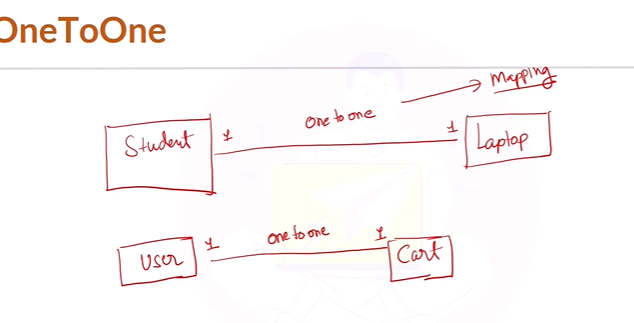 OneToOne
Mapping
one to one
Student 1 1 Laptop
one to one
User 1 1 Cart